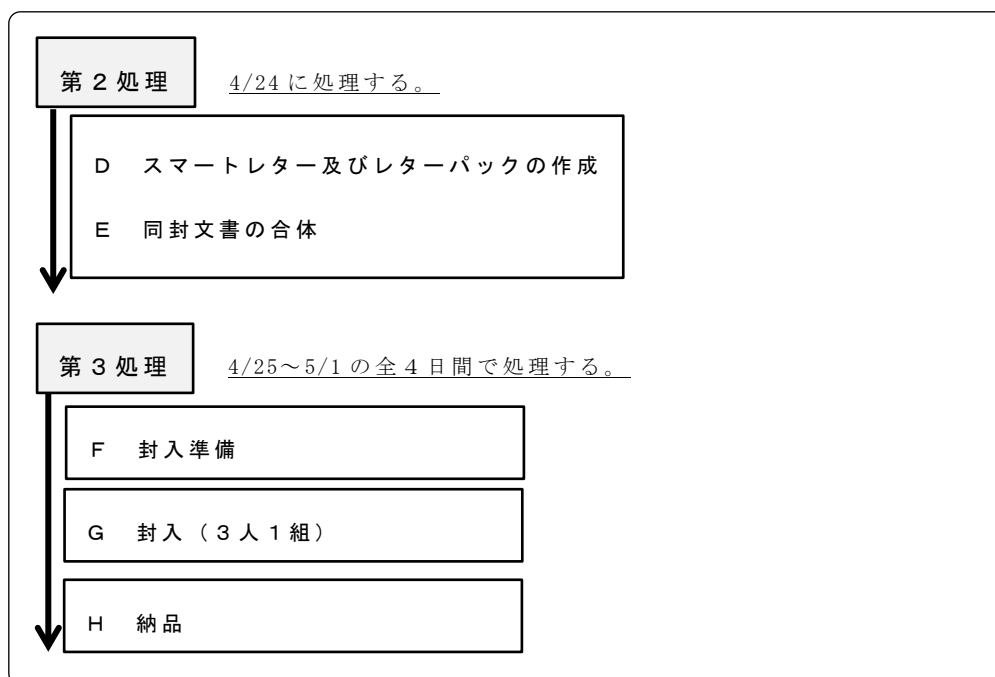 第2処理 4/24に処理する。
D スマートレター及びレターパックの作成
E 同封文書の合体
第3処理 4/25~5/1の全4日間で処理する。
F 封入準備
G 封入(3人1組)
H 納品